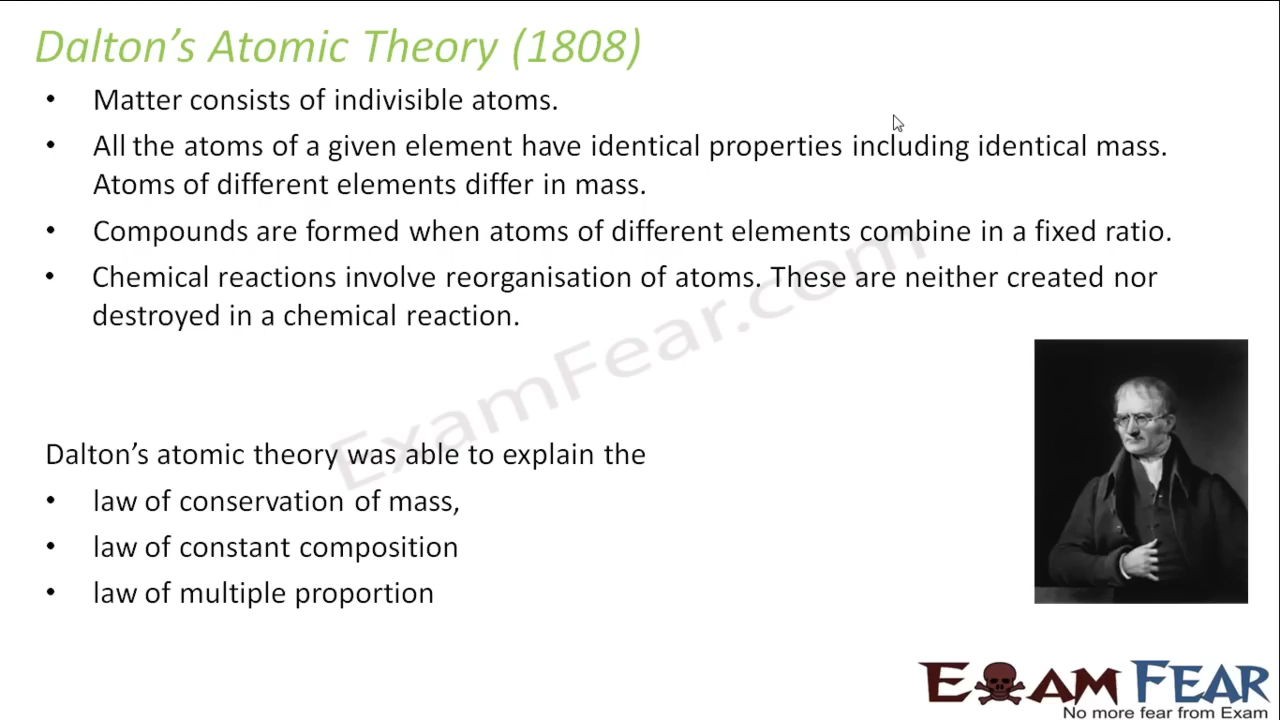 Dalton’s Atomic Theory (1808)
• Matter consists of indivisible atoms.
• All the atoms of a given element have identical properties including identical mass.
Atoms of different elements differ in mass.
• Compounds are formed when atoms of different elements combine in a fixed ratio.
• Chemical reactions involve reorganisation of atoms. These are neither created nor
destroyed in a chemical reaction.
ExamFear.com
Dalton’s atomic theory was able to explain the
• law of conservation of mass,
• law of constant composition
• law of multiple proportion
EXAM FEAR
No more fear from Exam